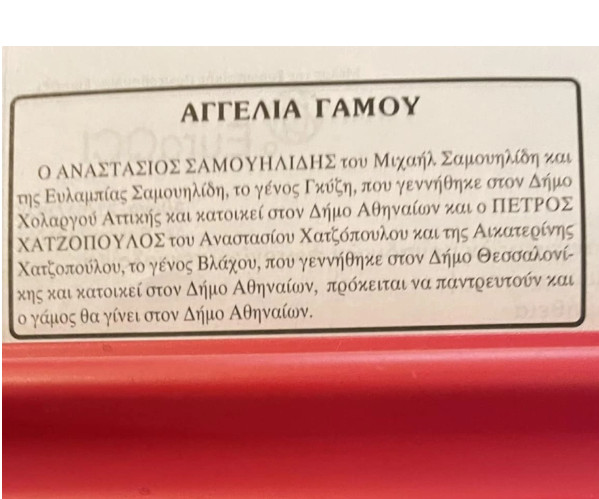 ΑΓΓΕΛΙΑ ΓΑΜΟΥ
Ο ΑΝΑΣΤΑΣΙΟΣ ΣΑΜΟΥΗΛΙΔΗΣ του Μιχαήλ Σαμουηλίδη και
της Ευλαμπίας Σαμουηλίδη, το γένος Γκύζη, που γεννήθηκε στον Δήμο
Χολαργού Αττικής και κατοικεί στον Δήμο Αθηναίων και ο ΠΕΤΡΟΣ
ΧΑΤΖΟΠΟΥΛΟΣ του Αναστασίου Χατζόπουλου και της Αικατερίνης
Χατζοπούλου, το γένος Βλάχου, που γεννήθηκε στον Δήμο Θεσσαλονί-
κης και κατοικεί στον Δήμο Αθηναίων, πρόκειται να παντρευτούν και
ο γάμος θα γίνει στον Δήμο Αθηναίων.